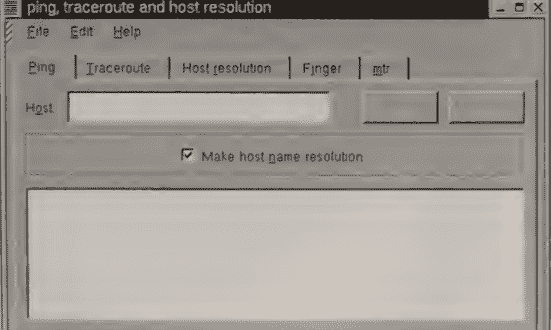 ping, traceroute and host resolution
File Edit Help
Ping Traceroute Host resolution Finger mtr
Host
Make host name resolution